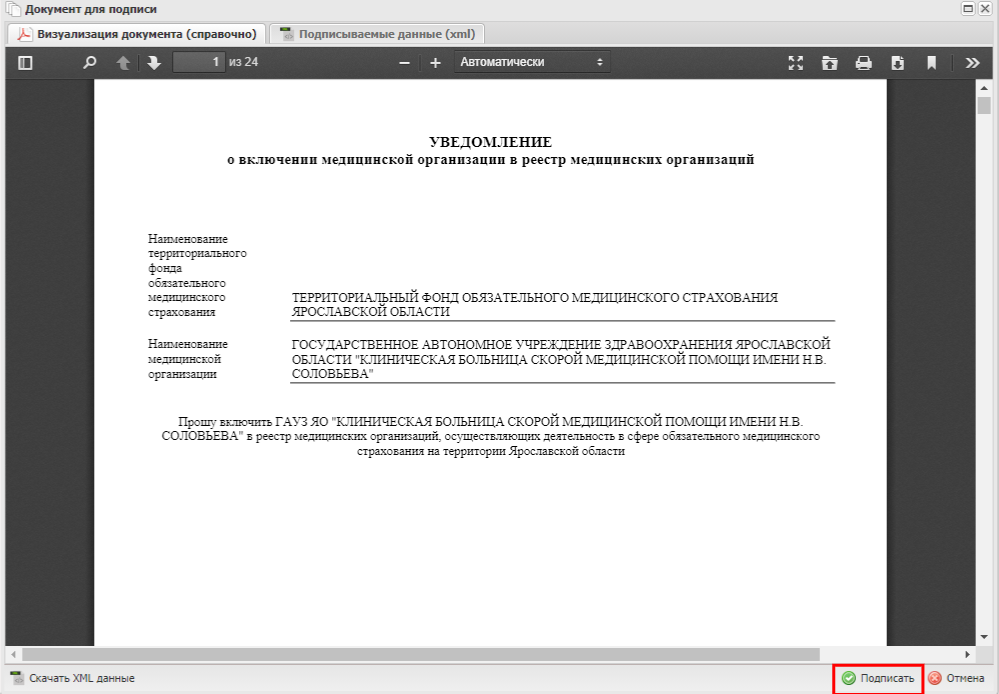 Документ для подписи
Визуализация документа (справочно)
Подписываемые данные (xml)
1 из 24
Автоматически
УВЕДОМЛЕНИЕ
о включении медицинской организации в реестр медицинских организаций
Наименование
территориального
фонда
обязательного
медицинского
страхования
ТЕРРИТОРИАЛЬНЫЙ ФОНД ОБЯЗАТЕЛЬНОГО МЕДИЦИНСКОГО СТРАХОВАНИЯ
ЯРОСЛАВСКОЙ ОБЛАСТИ
Наименование
медицинской
организации
ГОСУДАРСТВЕННОЕ АВТОНОМНОЕ УЧРЕЖДЕНИЕ ЗДРАВООХРАНЕНИЯ ЯРОСЛАВСКОЙ
ОБЛАСТИ "КЛИНИЧЕСКАЯ БОЛЬНИЦА СКОРОЙ МЕДИЦИНСКОЙ ПОМОЩИ ИМЕНИ Н.В.
СОЛОВЬЕВА"
Прошу включить ГАУЗ ЯО "КЛИНИЧЕСКАЯ БОЛЬНИЦА СКОРОЙ МЕДИЦИНСКОЙ ПОМОЩИ ИМЕНИ Н.В.
СОЛОВЬЕВА" в реестр медицинских организаций, осуществляющих деятельность в сфере обязательного медицинского
страхования на территории Ярославской области
Скачать XML данные
Подписать
Отмена